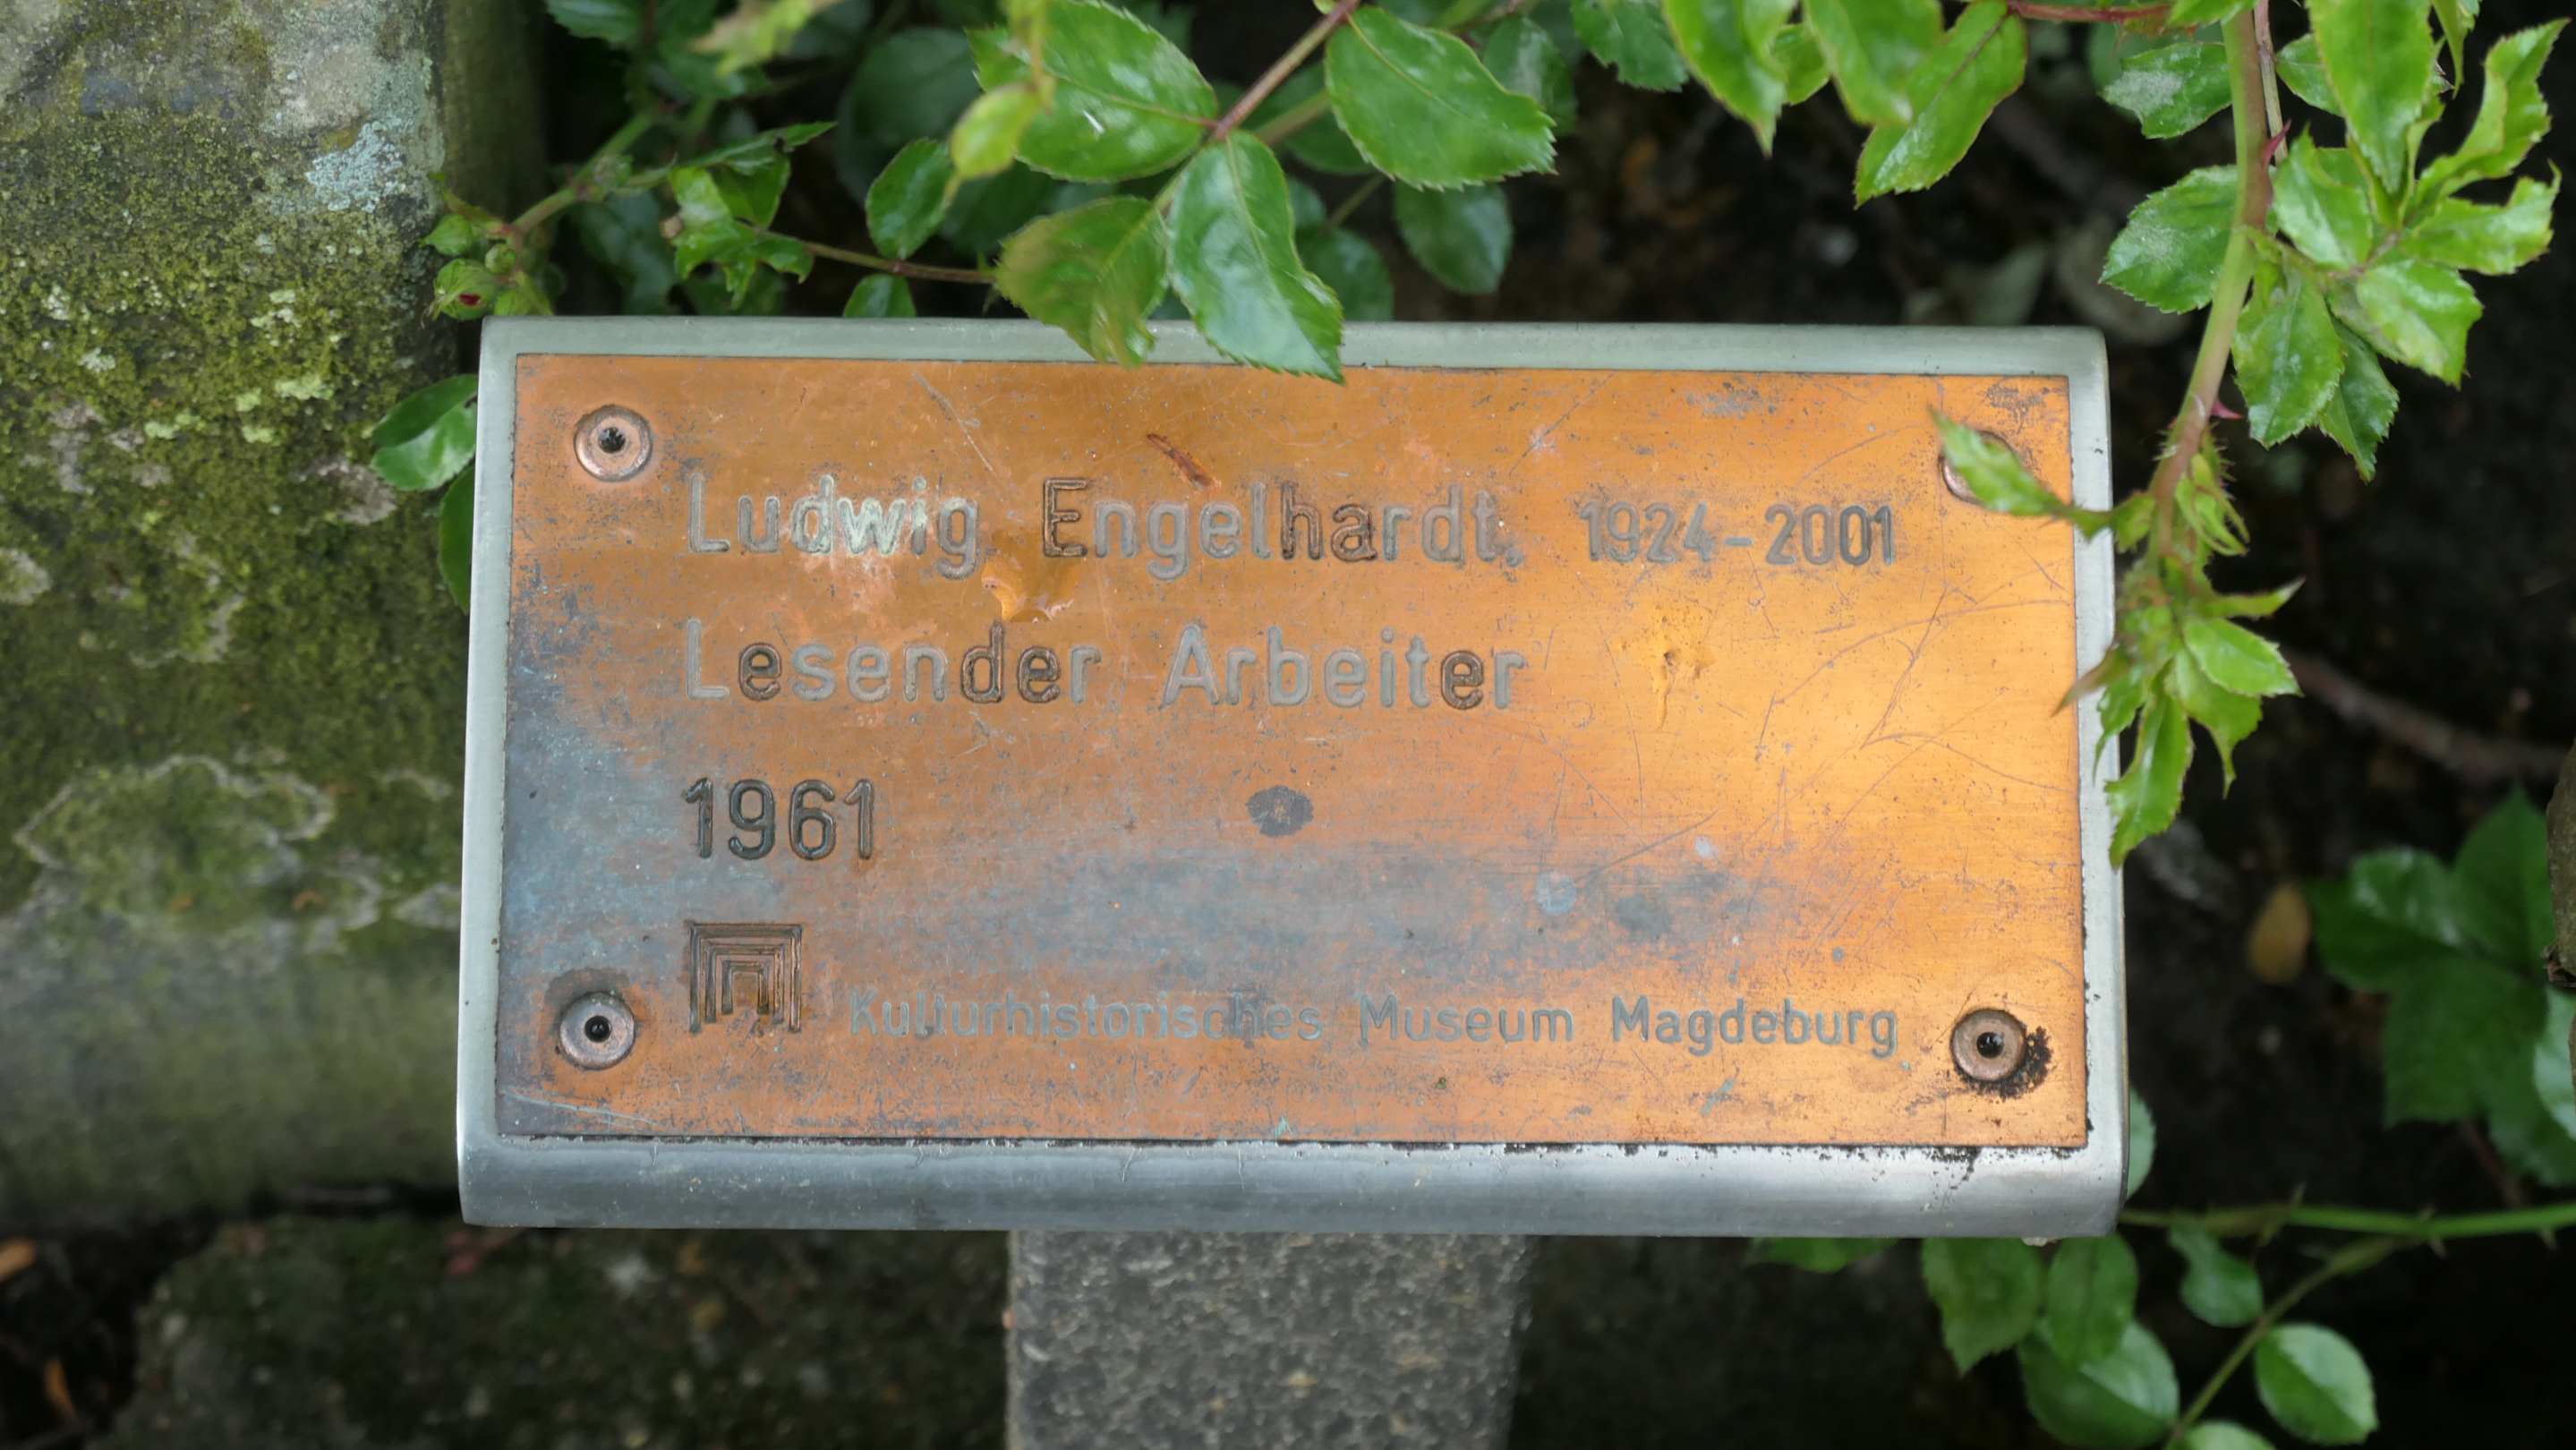 Ludwig Engelhardt, 1924-2001
Lesender Arbeiter
1961
Kulturhistorisches Museum Magdeburg